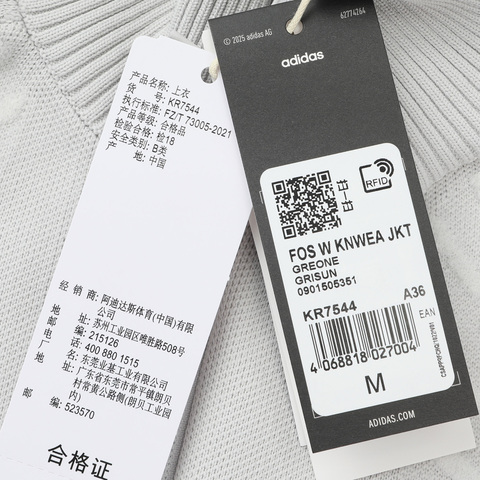 产品名称: 上衣
货 号: KR7544
执行标准: FZ/T 73005-2021
产品等级: 合格品
检验合格: 检18
安全类别: B类
产 地: 中国
经 销 商: 阿迪达斯体育(中国)有限
公司
地 址: 苏州工业园区唯胜路508号
邮 编: 215126
电 话: 400 880 1515
厂 名: 东莞业基工业有限公司
地 址: 广东省东莞市常平镇朗贝
村常黄公路侧(朗贝工业园
内)
邮 编: 523570
合格证
© 2025 adidas AG
62774264
adidas
RFID
FOS W KNWEA JKT
GREONE
GRISUN
0901505351
KR7544
A36
EAN
4 068818 027004
M
ADIDAS.COM